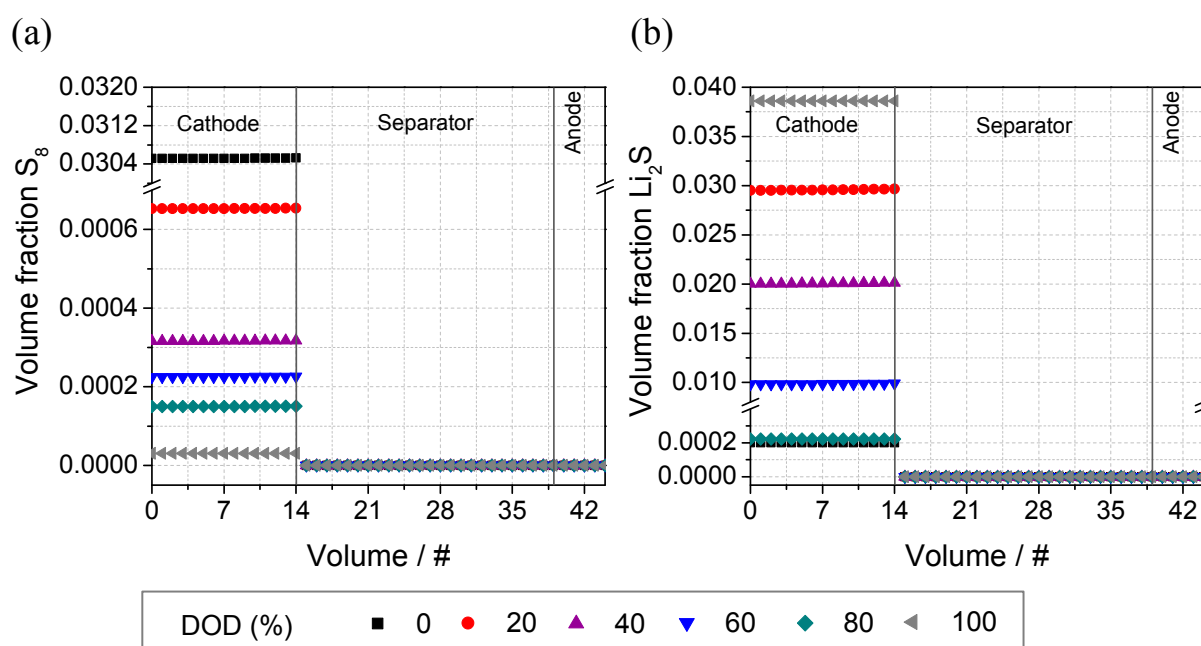 (a)
Volume fraction S8
0.0320
0.0312
0.0304
0.0006
0.0004
0.0002
0.0000
Cathode
Separator
Anode
0 7 14 21 28 35 42
Volume / #
(b)
Volume fraction Li2S
0.040
0.035
0.030
0.025
0.020
0.015
0.010
0.0002
0.0000
Cathode
Separator
Anode
0 7 14 21 28 35 42
Volume / #
DOD (%) 0 20 40 60 80 100